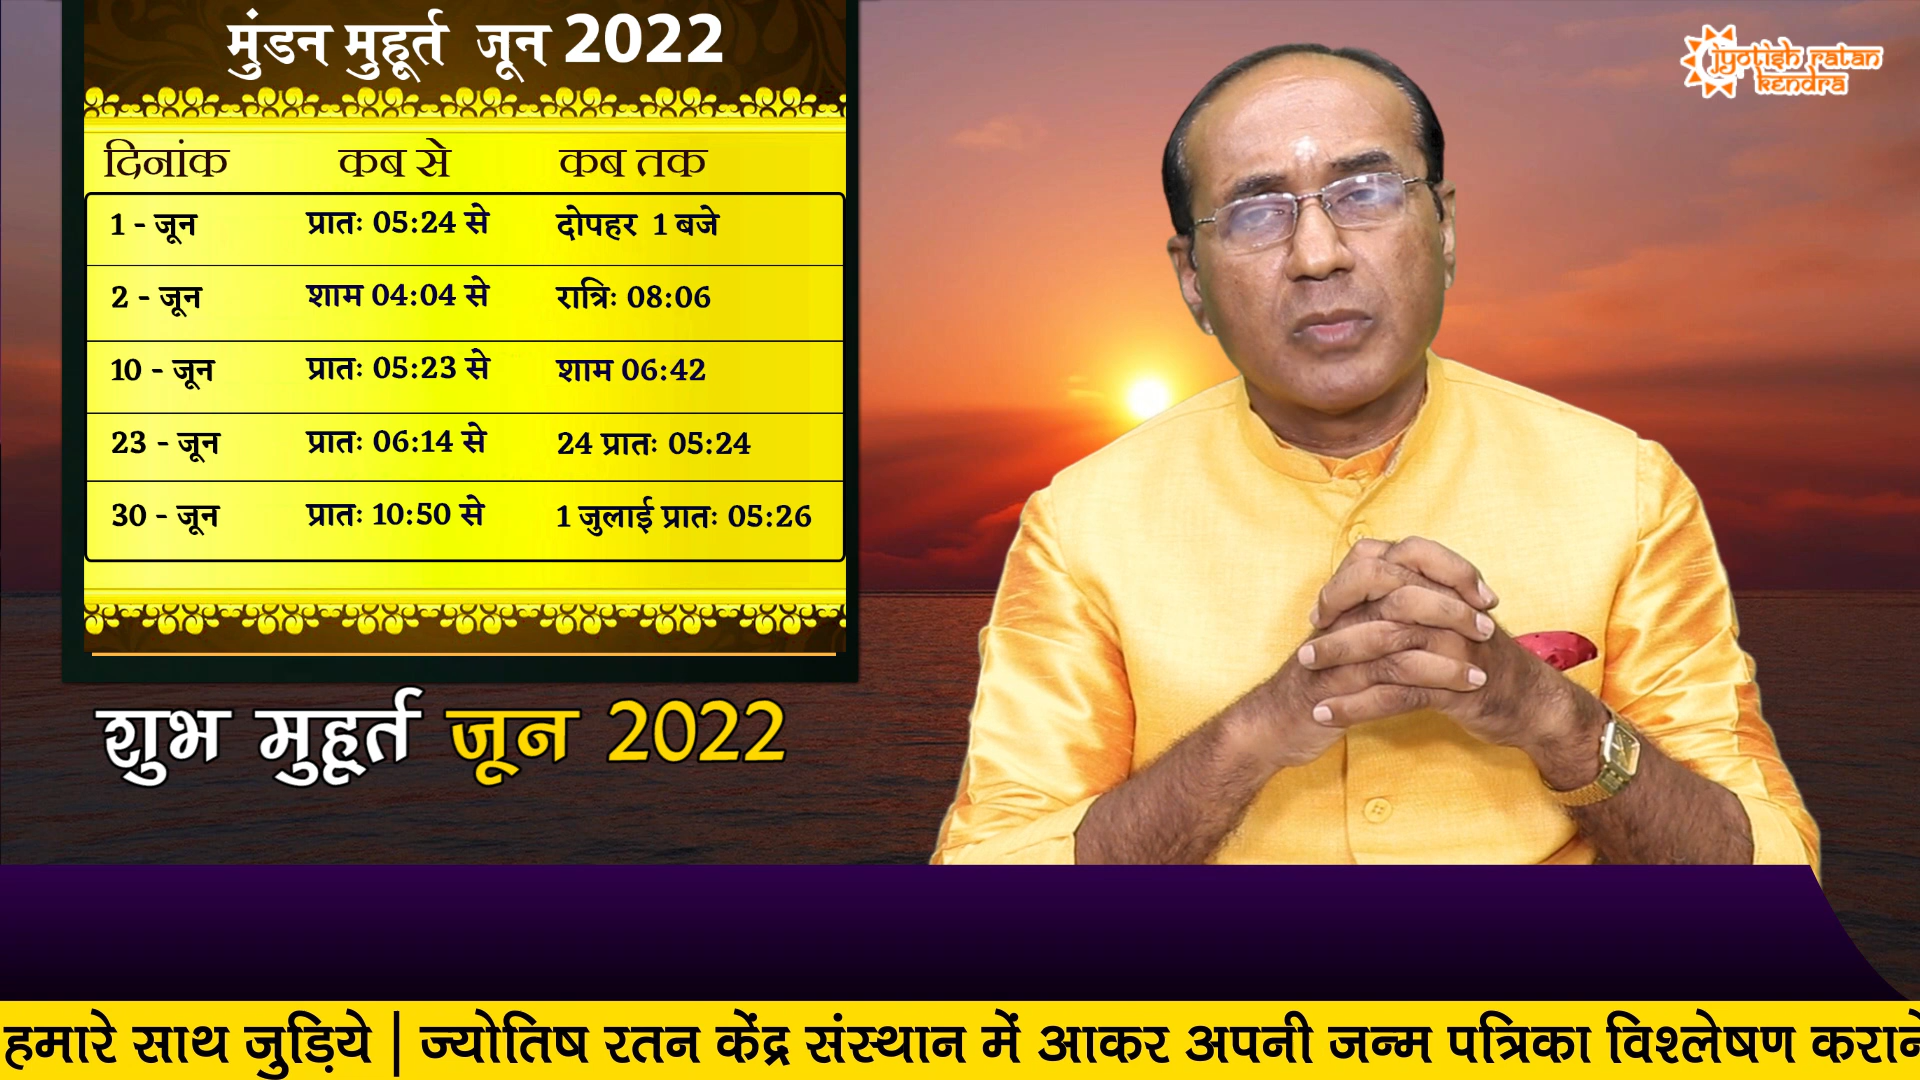 मुंडन मुहूर्त जून 2022
दिनांक कब से कब तक
1 - जून प्रातः 05:24 से दोपहर 1 बजे
2 - जून शाम 04:04 से रात्रिः 08:06
10 - जून प्रातः 05:23 से शाम 06:42
23 - जून प्रातः 06:14 से 24 प्रातः 05:24
30 - जून प्रातः 10:50 से 1 जुलाई प्रातः 05:26
शुभ मुहूर्त जून 2022
jyotish ratan
kendra
हमारे साथ जुड़िये | ज्योतिष रतन केंद्र संस्थान में आकर अपनी जन्म पत्रिका विश्लेषण कराने